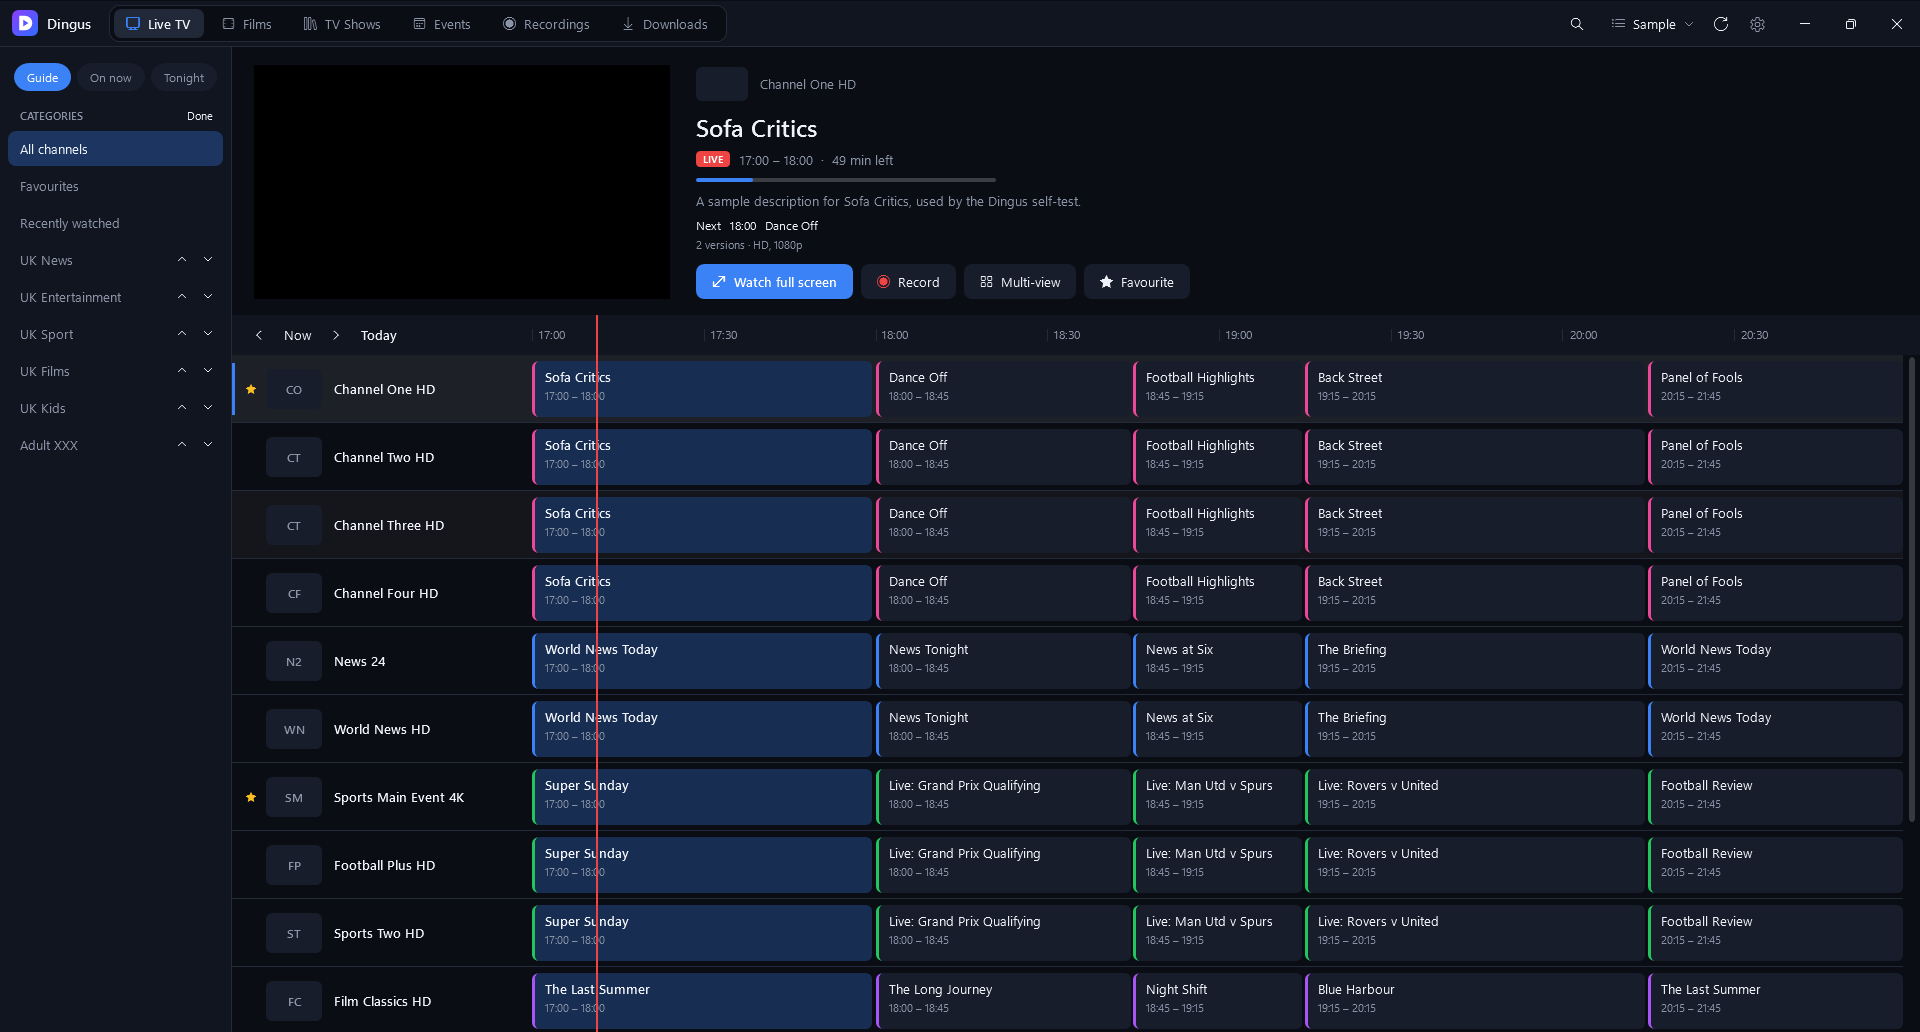 Dingus
Live TV
Films
TV Shows
Events
Recordings
Downloads
Sample
Guide
On now
Tonight
CATEGORIES
Done
All channels
Favourites
Recently watched
UK News
UK Entertainment
UK Sport
UK Films
UK Kids
Adult XXX
Channel One HD
Sofa Critics
LIVE 17:00 – 18:00 · 49 min left
A sample description for Sofa Critics, used by the Dingus self-test.
Next 18:00 Dance Off
2 versions · HD, 1080p
Watch full screen
Record
Multi-view
Favourite
Now
Today
17:00
17:30
18:00
18:30
19:00
19:30
20:00
20:30
CO
Channel One HD
Sofa Critics
17:00 – 18:00
Dance Off
18:00 – 18:45
Football Highlights
18:45 – 19:15
Back Street
19:15 – 20:15
Panel of Fools
20:15 – 21:45
CT
Channel Two HD
Sofa Critics
17:00 – 18:00
Dance Off
18:00 – 18:45
Football Highlights
18:45 – 19:15
Back Street
19:15 – 20:15
Panel of Fools
20:15 – 21:45
CT
Channel Three HD
Sofa Critics
17:00 – 18:00
Dance Off
18:00 – 18:45
Football Highlights
18:45 – 19:15
Back Street
19:15 – 20:15
Panel of Fools
20:15 – 21:45
CF
Channel Four HD
Sofa Critics
17:00 – 18:00
Dance Off
18:00 – 18:45
Football Highlights
18:45 – 19:15
Back Street
19:15 – 20:15
Panel of Fools
20:15 – 21:45
N2
News 24
World News Today
17:00 – 18:00
News Tonight
18:00 – 18:45
News at Six
18:45 – 19:15
The Briefing
19:15 – 20:15
World News Today
20:15 – 21:45
WN
World News HD
World News Today
17:00 – 18:00
News Tonight
18:00 – 18:45
News at Six
18:45 – 19:15
The Briefing
19:15 – 20:15
World News Today
20:15 – 21:45
SM
Sports Main Event 4K
Super Sunday
17:00 – 18:00
Live: Grand Prix Qualifying
18:00 – 18:45
Live: Man Utd v Spurs
18:45 – 19:15
Live: Rovers v United
19:15 – 20:15
Football Review
20:15 – 21:45
FP
Football Plus HD
Super Sunday
17:00 – 18:00
Live: Grand Prix Qualifying
18:00 – 18:45
Live: Man Utd v Spurs
18:45 – 19:15
Live: Rovers v United
19:15 – 20:15
Football Review
20:15 – 21:45
ST
Sports Two HD
Super Sunday
17:00 – 18:00
Live: Grand Prix Qualifying
18:00 – 18:45
Live: Man Utd v Spurs
18:45 – 19:15
Live: Rovers v United
19:15 – 20:15
Football Review
20:15 – 21:45
FC
Film Classics HD
The Last Summer
17:00 – 18:00
The Long Journey
18:00 – 18:45
Night Shift
18:45 – 19:15
Blue Harbour
19:15 – 20:15
The Last Summer
20:15 – 21:45